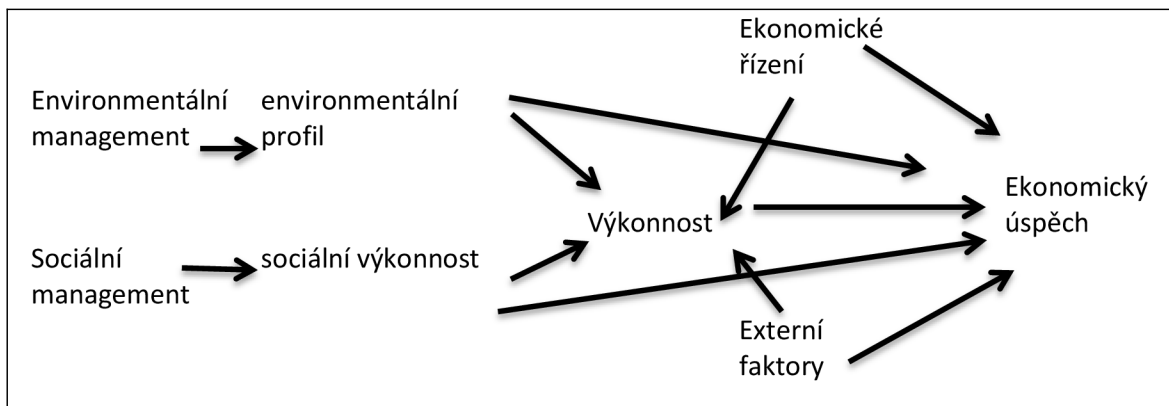 Ekonomické
řízení
Environmentální
management
environmentální
profil
Výkonnost
Ekonomický
úspěch
Sociální
management
sociální výkonnost
Externí
faktory